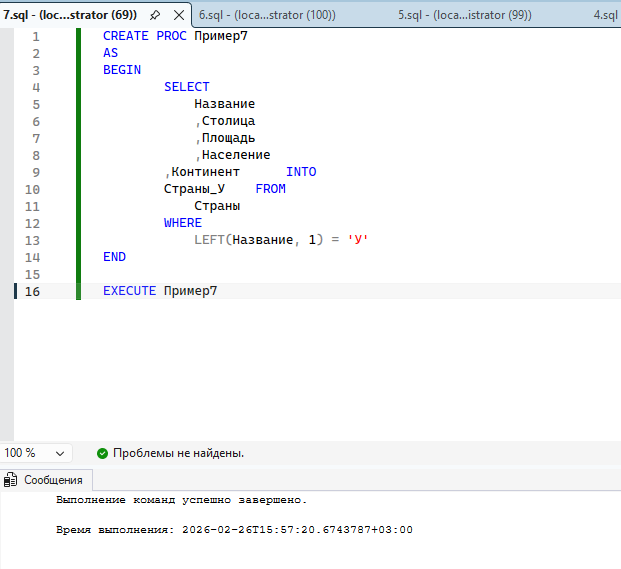 7.sql - (loc...strator (69))
6.sql - (loca...strator (100))
5.sql - (loca...istrator (99))
4.sql
1 CREATE PROC Пример7
2 AS
3 BEGIN
4 SELECT
5 Название
6 ,Столица
7 ,Площадь
8 ,Население
9 ,Континент INTO
10 Страны_У FROM
11 Страны
12 WHERE
13 LEFT(Название, 1) = 'У'
14 END
15
16 EXECUTE Пример7
100 %
Проблемы не найдены.
Сообщения
Выполнение команд успешно завершено.
Время выполнения: 2026-02-26T15:57:20.6743787+03:00